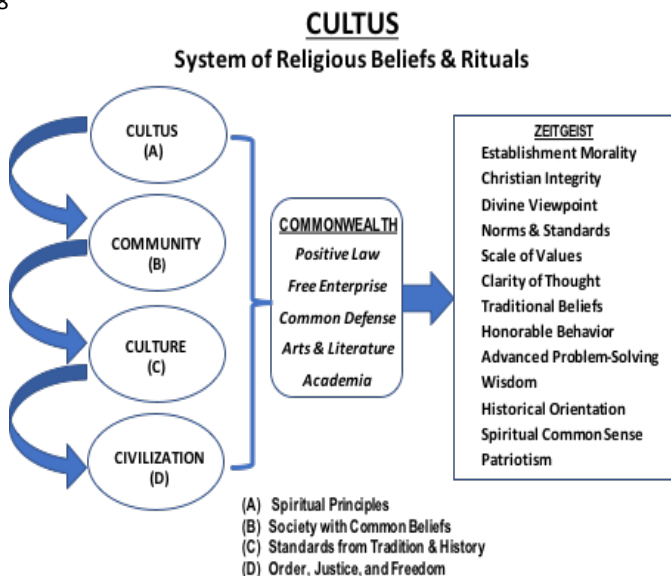 8
CULTUS
System of Religious Beliefs & Rituals
CULTUS
(A)
COMMUNITY
(B)
CULTURE
(C)
CIVILIZATION
(D)
COMMONWEALTH
Positive Law
Free Enterprise
Common Defense
Arts & Literature
Academia
ZEITGEIST
Establishment Morality
Christian Integrity
Divine Viewpoint
Norms & Standards
Scale of Values
Clarity of Thought
Traditional Beliefs
Honorable Behavior
Advanced Problem-Solving
Wisdom
Historical Orientation
Spiritual Common Sense
Patriotism
(A) Spiritual Principles
(B) Society with Common Beliefs
(C) Standards from Tradition & History
(D) Order, Justice, and Freedom